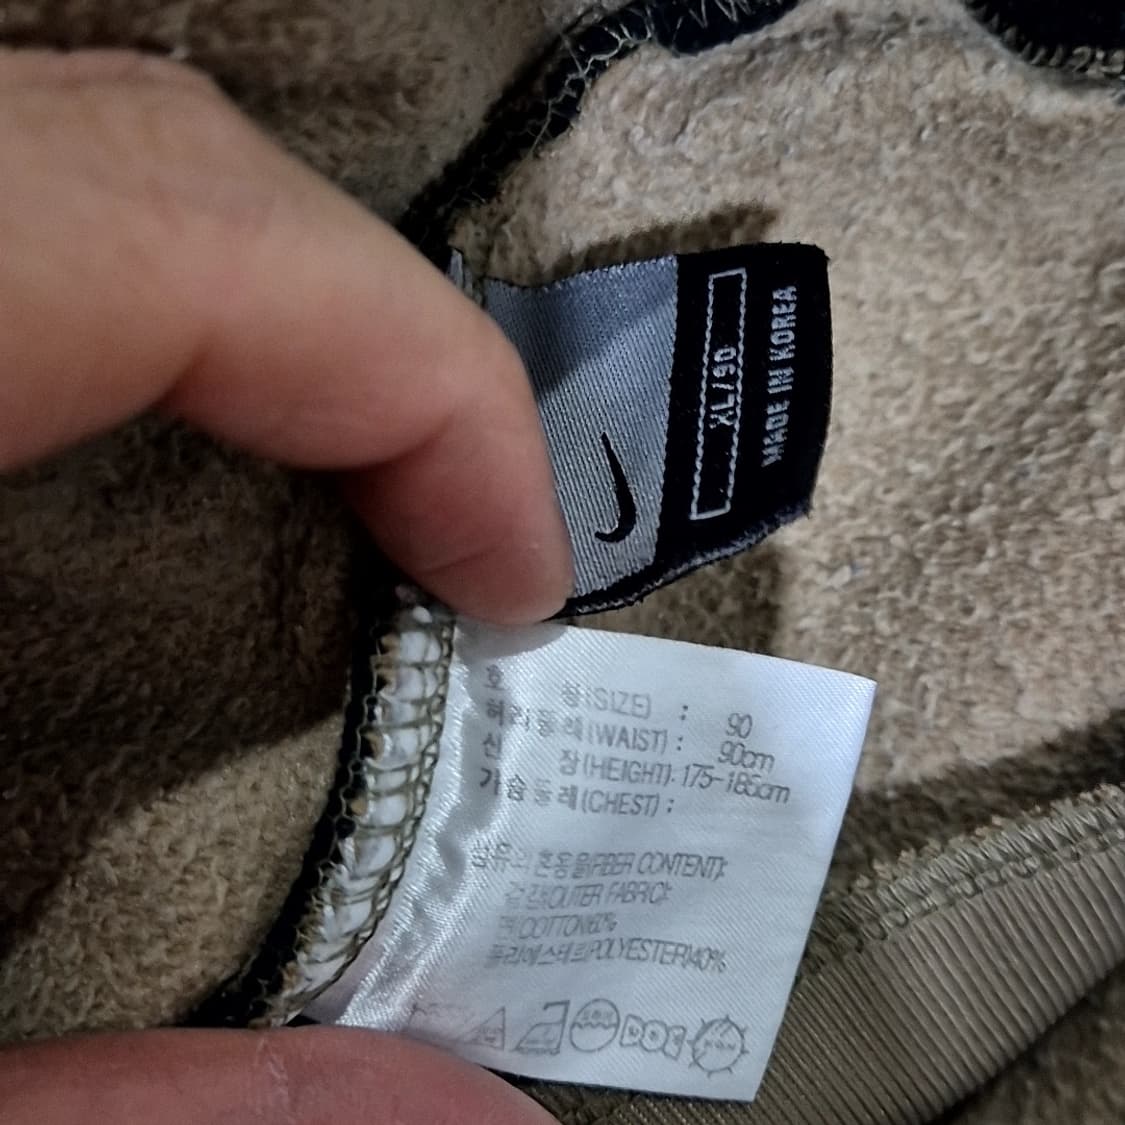 XL/90
MADE IN KOREA
호칭(SIZE) : 90
허리둘레(WAIST) : 90cm
신장(HEIGHT): 175-185cm
가슴둘레(CHEST) :
섬유의 혼용율(FIBER CONTENT):
겉감(OUTER FABRIC):
면(COTTON)60%
폴리에스테르(POLYESTER)40%